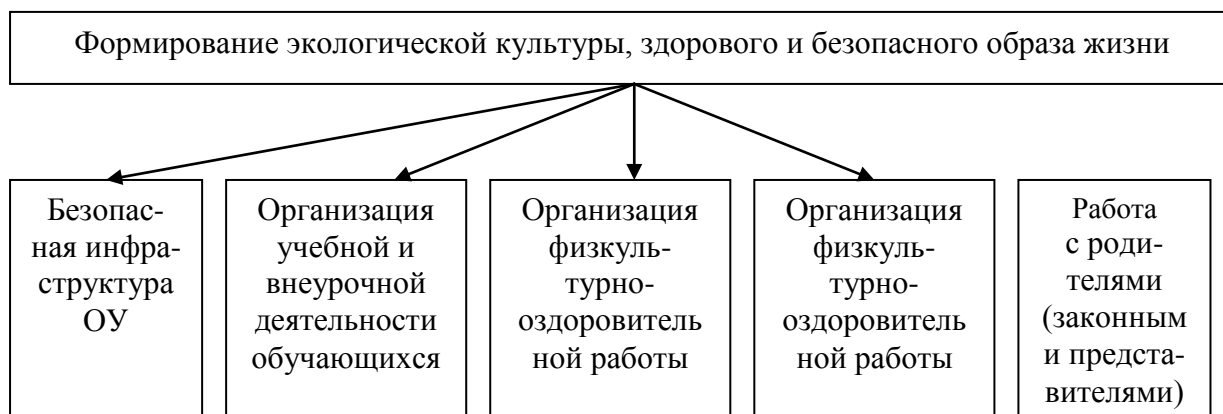 Формирование экологической культуры, здорового и безопасного образа жизни
Безопас-
ная инфра-
структура
ОУ
Организация
учебной и
внеурочной
деятельности
обучающихся
Организация
физкуль-
турно-
оздоровитель
ной работы
Организация
физкуль-
турно-
оздоровитель
ной работы
Работа
с роди-
телями
(законным
и предста-
вителями)